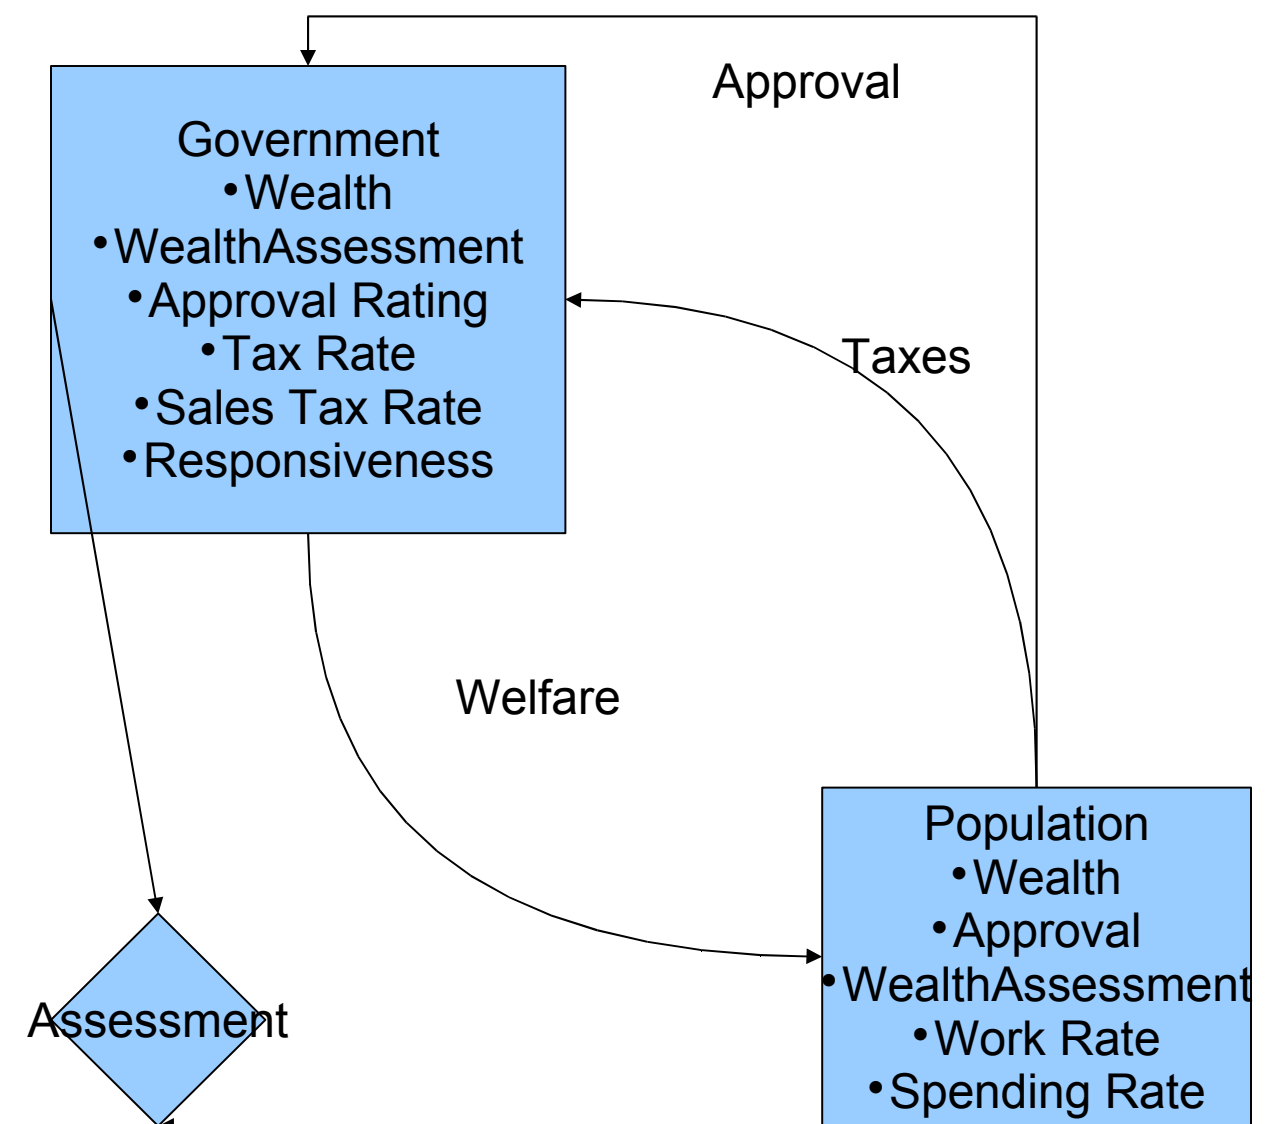 Approval
Government
•Wealth
•WealthAssessment
•Approval Rating
•Tax Rate
•Sales Tax Rate
•Responsiveness
Taxes
Welfare
Population
•Wealth
•Approval
•WealthAssessment
•Work Rate
•Spending Rate
Assessment